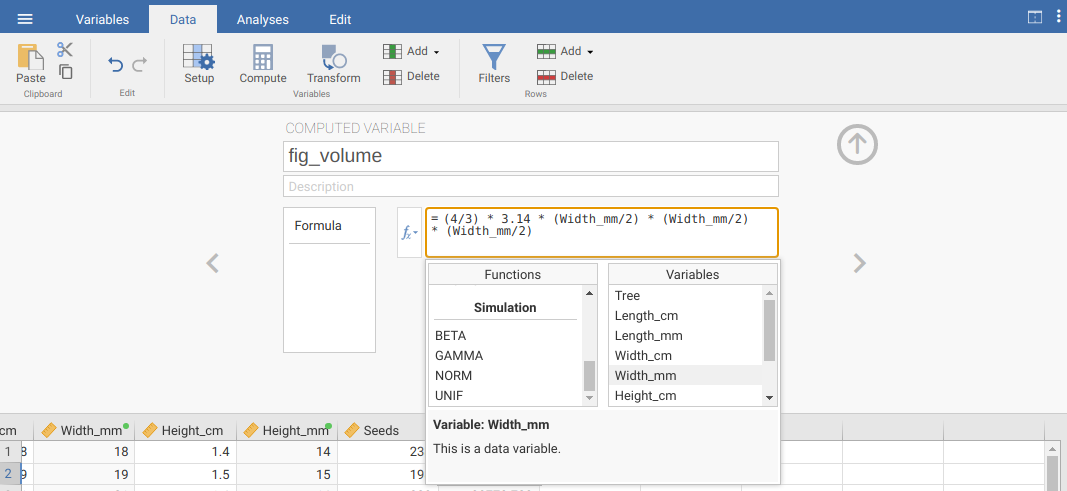 Variables Data Analyses Edit
Paste Setup Compute Transform Add Delete Filters Add Delete
Clipboard Edit Variables Rows
COMPUTED VARIABLE
fig_volume
Description
Formula
fx
= (4/3) * 3.14 * (Width_mm/2) * (Width_mm/2)
* (Width_mm/2)
Functions Variables
Simulation
BETA
GAMMA
NORM
UNIF
Tree
Length_cm
Length_mm
Width_cm
Width_mm
Height_cm
Variable: Width_mm
This is a data variable.
cm Width_mm Height_cm Height_mm Seeds
1 8 18 1.4 14 23
2 9 19 1.5 15 19